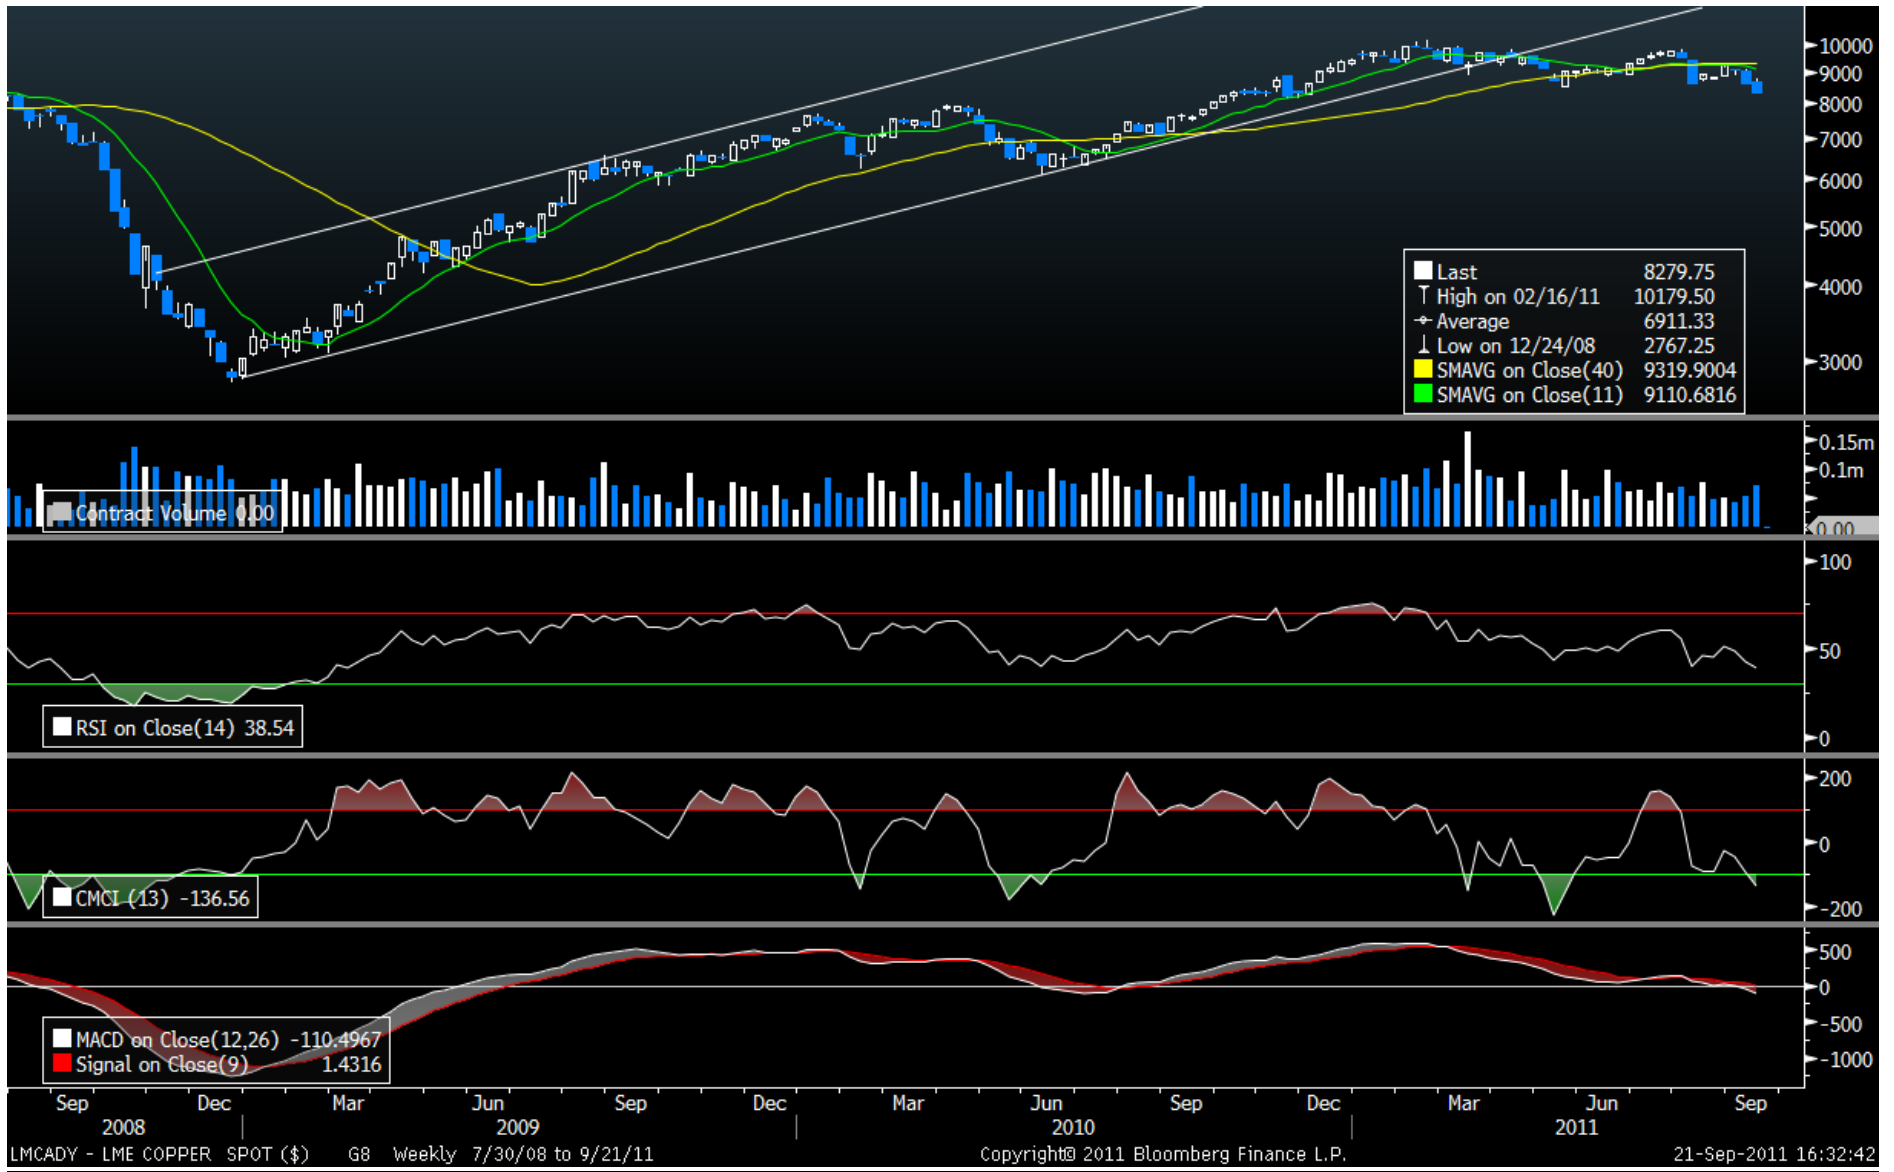 10000
9000
8000
7000
6000
5000
4000
3000
Last 8279.75
High on 02/16/11 10179.50
Average 6911.33
Low on 12/24/08 2767.25
SMAVG on Close(40) 9319.9004
SMAVG on Close(11) 9110.6816
0.15m
0.1m
0.00
Contract Volume 0.00
100
50
0
RSI on Close(14) 38.54
200
0
-200
CMCI (13) -136.56
500
0
-500
-1000
MACD on Close(12,26) -110.4967
Signal on Close(9) 1.4316
Sep Dec Mar Jun Sep Dec Mar Jun Sep Dec Mar Jun Sep
2008 2009 2010 2011
LMCADY - LME COPPER SPOT ($) G8 Weekly 7/30/08 to 9/21/11 Copyright© 2011 Bloomberg Finance L.P. 21-Sep-2011 16:32:42